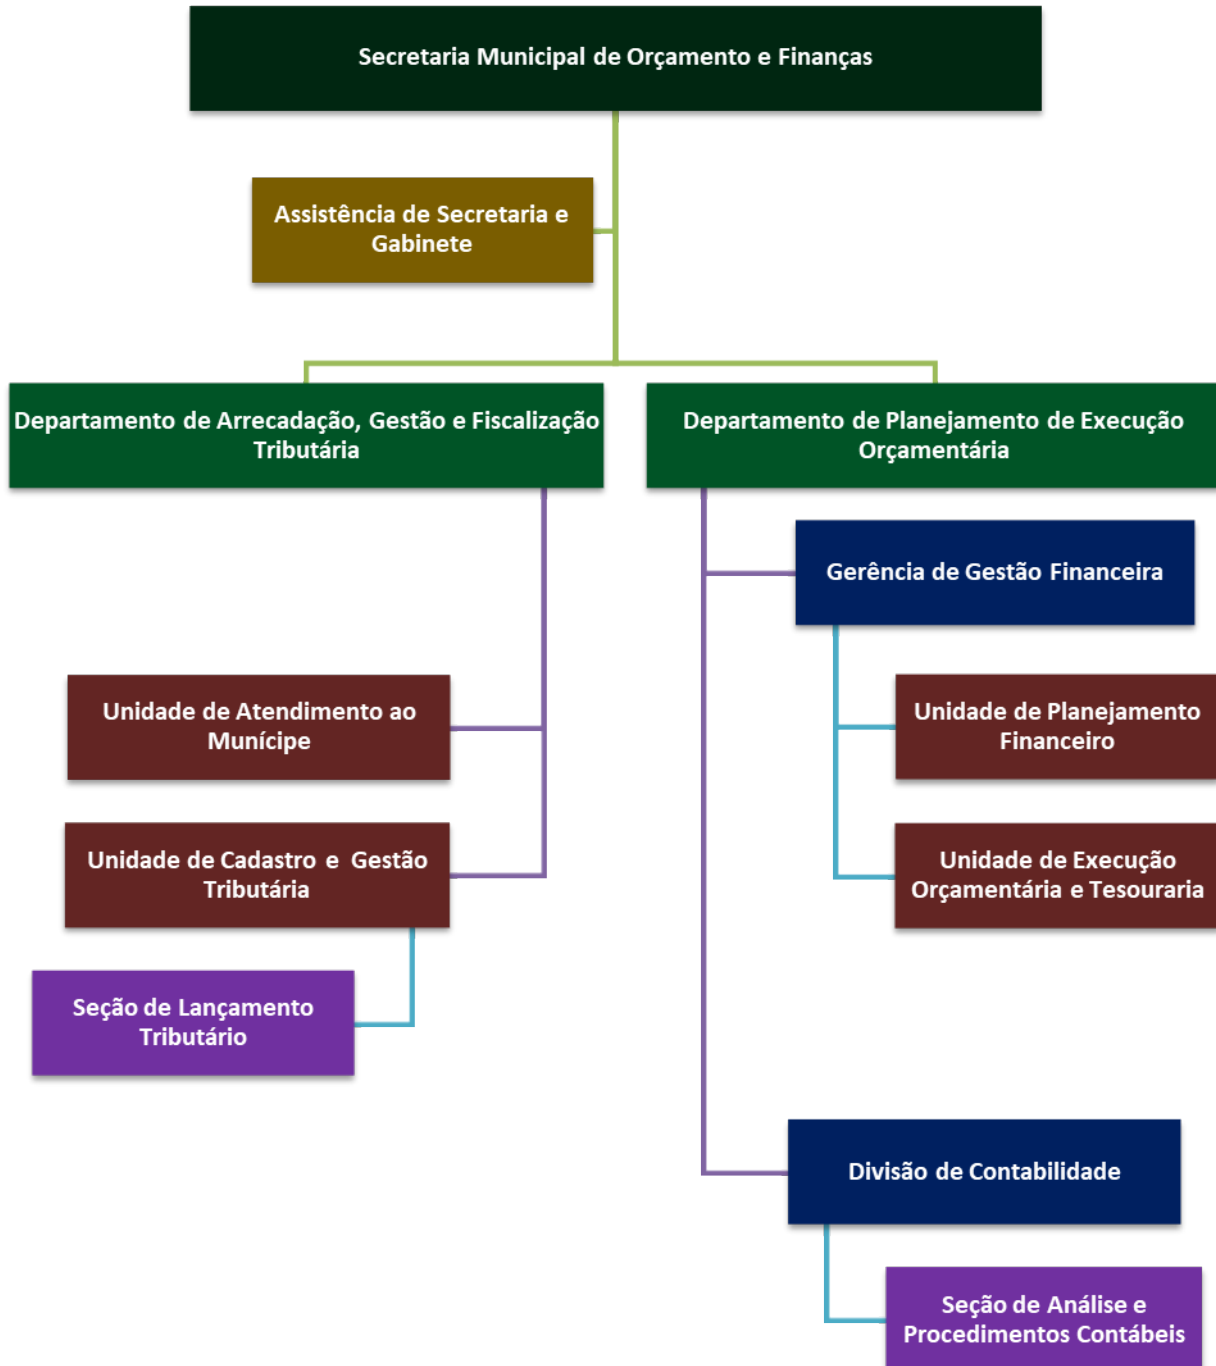 Secretaria Municipal de Orçamento e Finanças
Assistência de Secretaria e
Gabinete
Departamento de Arrecadação, Gestão e Fiscalização
Tributária
Departamento de Planejamento de Execução
Orçamentária
Gerência de Gestão Financeira
Unidade de Atendimento ao
Munícipe
Unidade de Planejamento
Financeiro
Unidade de Cadastro e Gestão
Tributária
Unidade de Execução
Orçamentária e Tesouraria
Seção de Lançamento
Tributário
Divisão de Contabilidade
Seção de Análise e
Procedimentos Contábeis